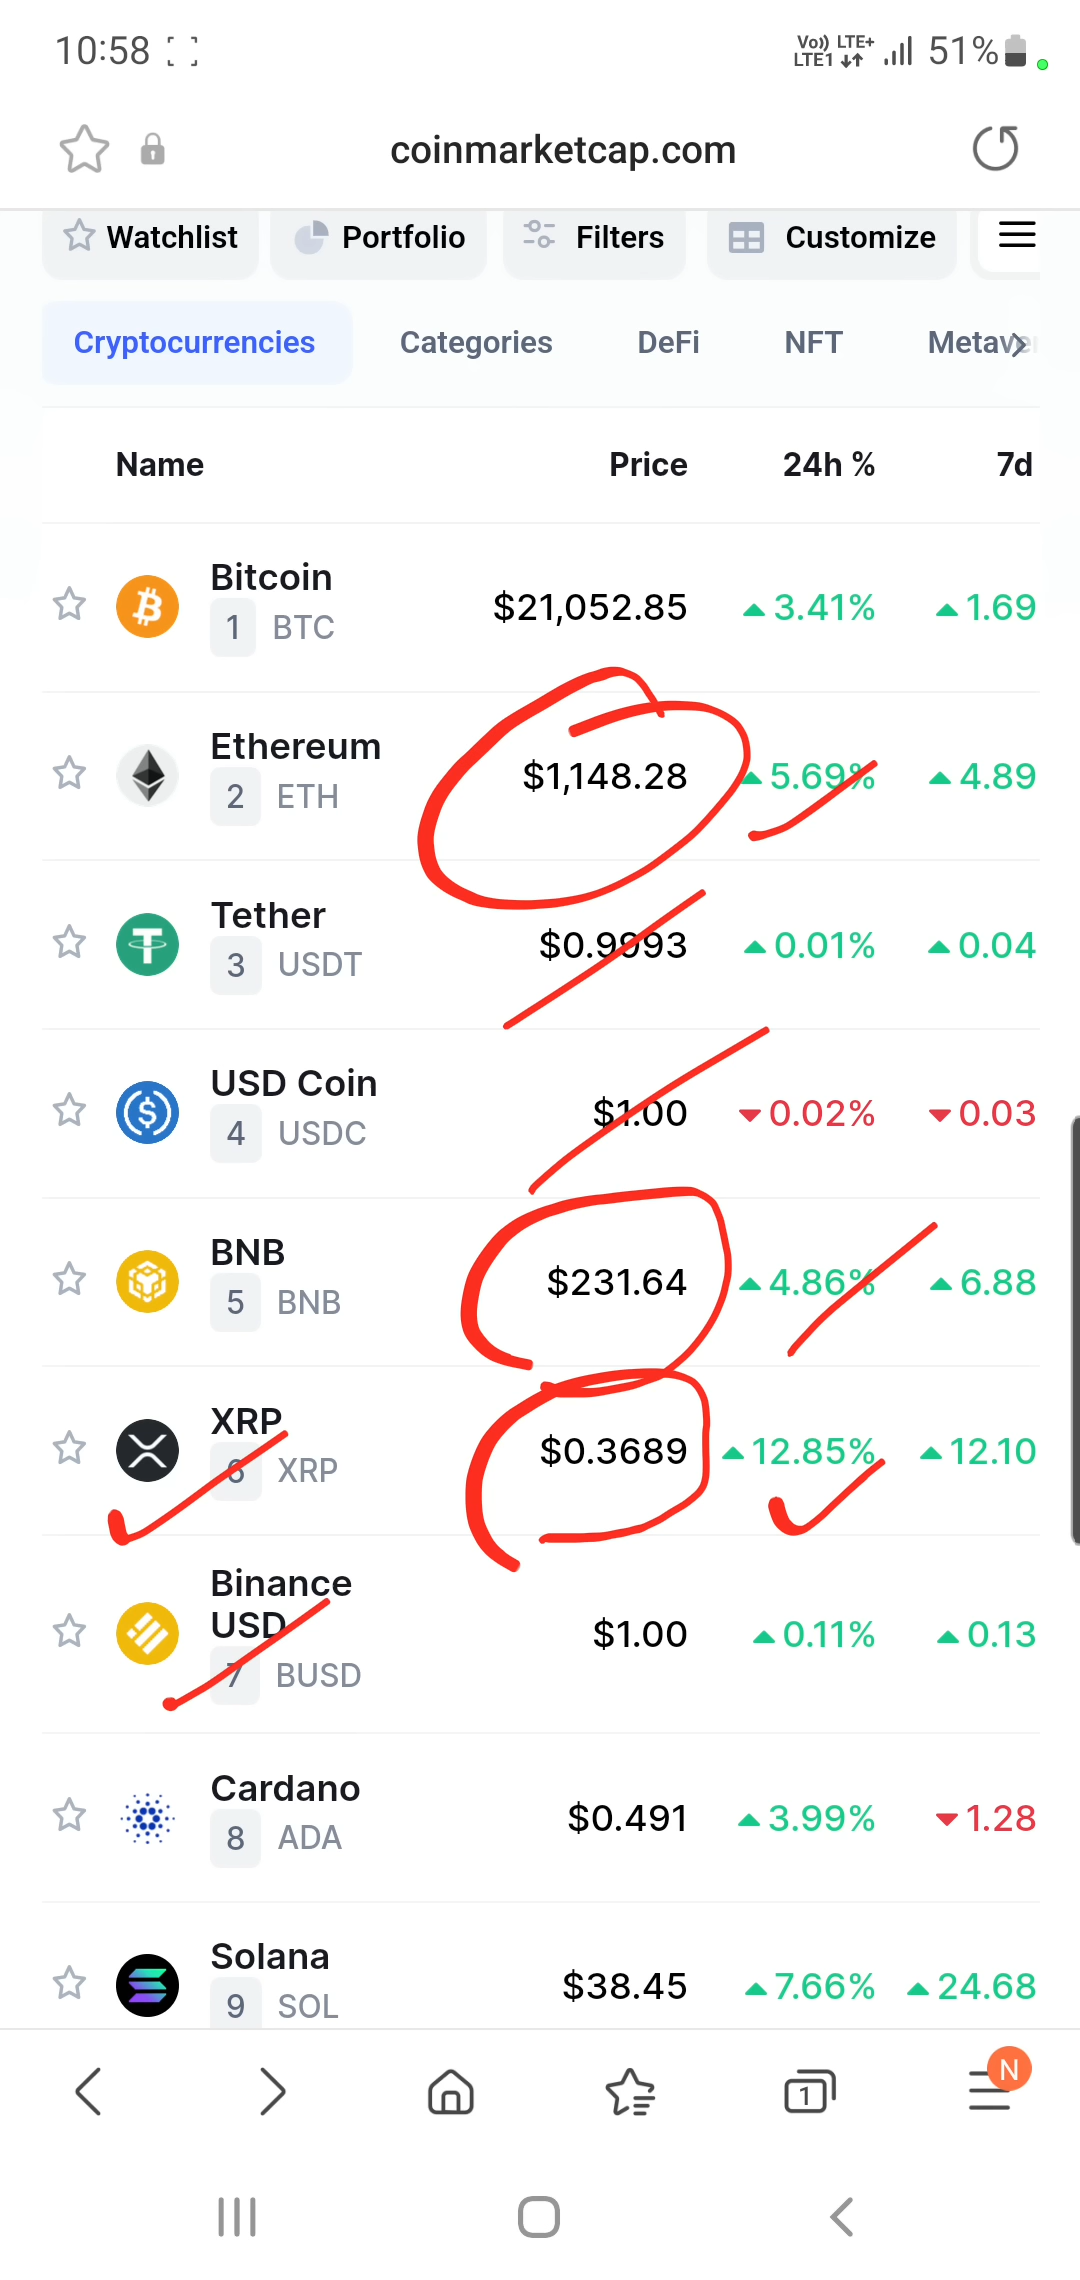 10:58 Vo)) LTE+ LTE1 51%
coinmarketcap.com
Watchlist Portfolio Filters Customize
Cryptocurrencies Categories DeFi NFT
Name Price 24h % 7d
Bitcoin
1 BTC $21,052.85 3.41% 1.69
Ethereum
2 ETH $1,148.28 5.69% 4.89
Tether
3 USDT $0.9993 0.01% 0.04
USD Coin
4 USDC $1.00 0.02% 0.03
BNB
5 BNB $231.64 4.86% 6.88
XRP
6 XRP $0.3689 12.85% 12.10
Binance
USD
7 BUSD $1.00 0.11% 0.13
Cardano
8 ADA $0.491 3.99% 1.28
Solana
9 SOL $38.45 7.66% 24.68
1 N